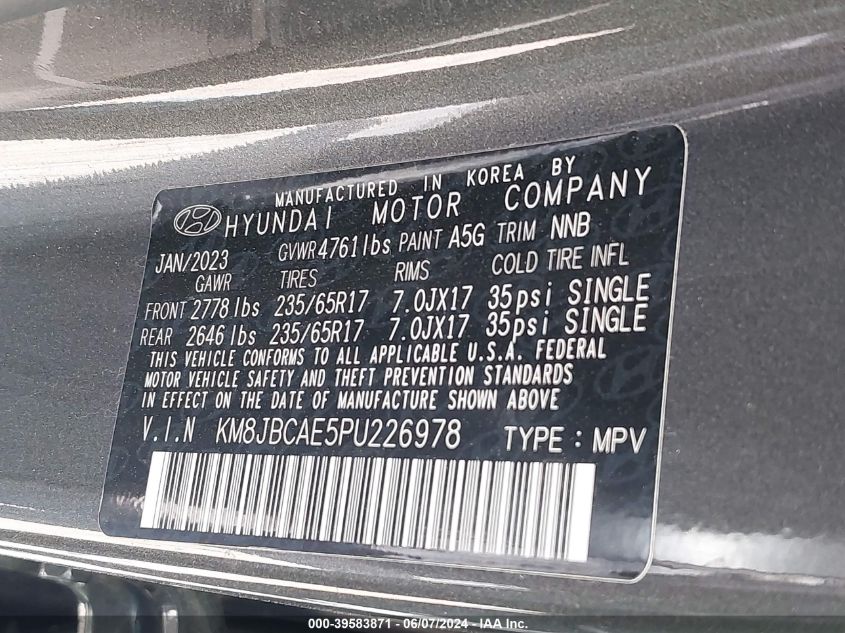 MANUFACTURED IN KOREA BY
HYUNDAI MOTOR COMPANY
JAN/2023 GVWR 4761 lbs PAINT A5G TRIM NNB
GAWR TIRES RIMS COLD TIRE INFL
FRONT 2778 lbs 235/65R17 7.0JX17 35psi SINGLE
REAR 2646 lbs 235/65R17 7.0JX17 35psi SINGLE
THIS VEHICLE CONFORMS TO ALL APPLICABLE U.S.A. FEDERAL
MOTOR VEHICLE SAFETY AND THEFT PREVENTION STANDARDS
IN EFFECT ON THE DATE OF MANUFACTURE SHOWN ABOVE
V.I.N KM8JBCAE5PU226978 TYPE : MPV
000-39583871 - 06/07/2024 - IAA Inc.